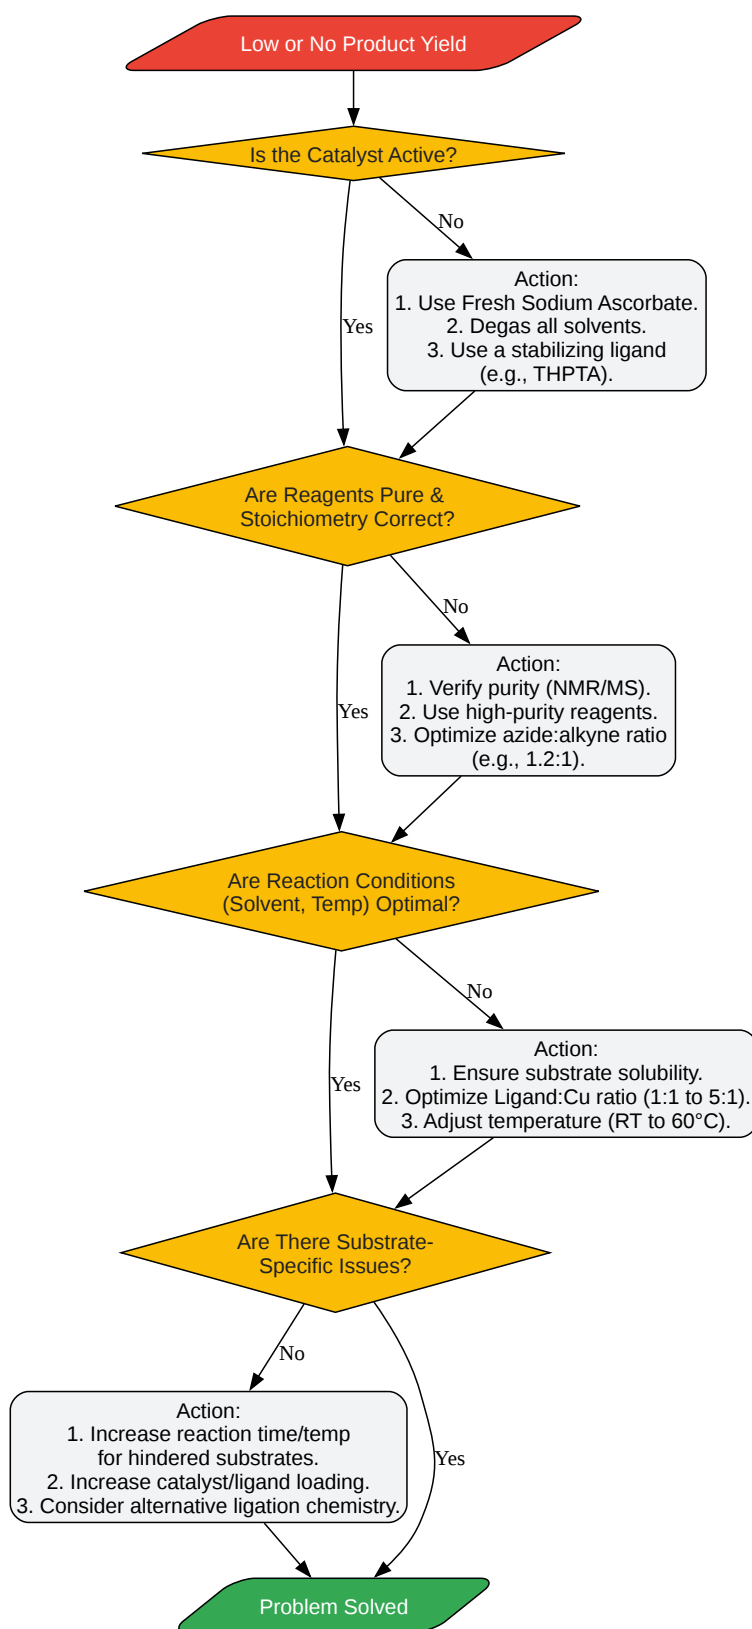 Low or No Product Yield
Is the Catalyst Active?
No
Action:
1. Use Fresh Sodium Ascorbate.
2. Degas all solvents.
3. Use a stabilizing ligand
(e.g., THPTA).
Yes
Are Reagents Pure &
Stoichiometry Correct?
No
Action:
1. Verify purity (NMR/MS).
2. Use high-purity reagents.
3. Optimize azide:alkyne ratio
(e.g., 1.2:1).
Yes
Are Reaction Conditions
(Solvent, Temp) Optimal?
No
Action:
1. Ensure substrate solubility.
2. Optimize Ligand:Cu ratio (1:1 to 5:1).
3. Adjust temperature (RT to 60°C).
Yes
Are There Substrate-
Specific Issues?
No
Action:
1. Increase reaction time/temp
for hindered substrates.
2. Increase catalyst/ligand loading.
3. Consider alternative ligation chemistry.
Yes
Problem Solved